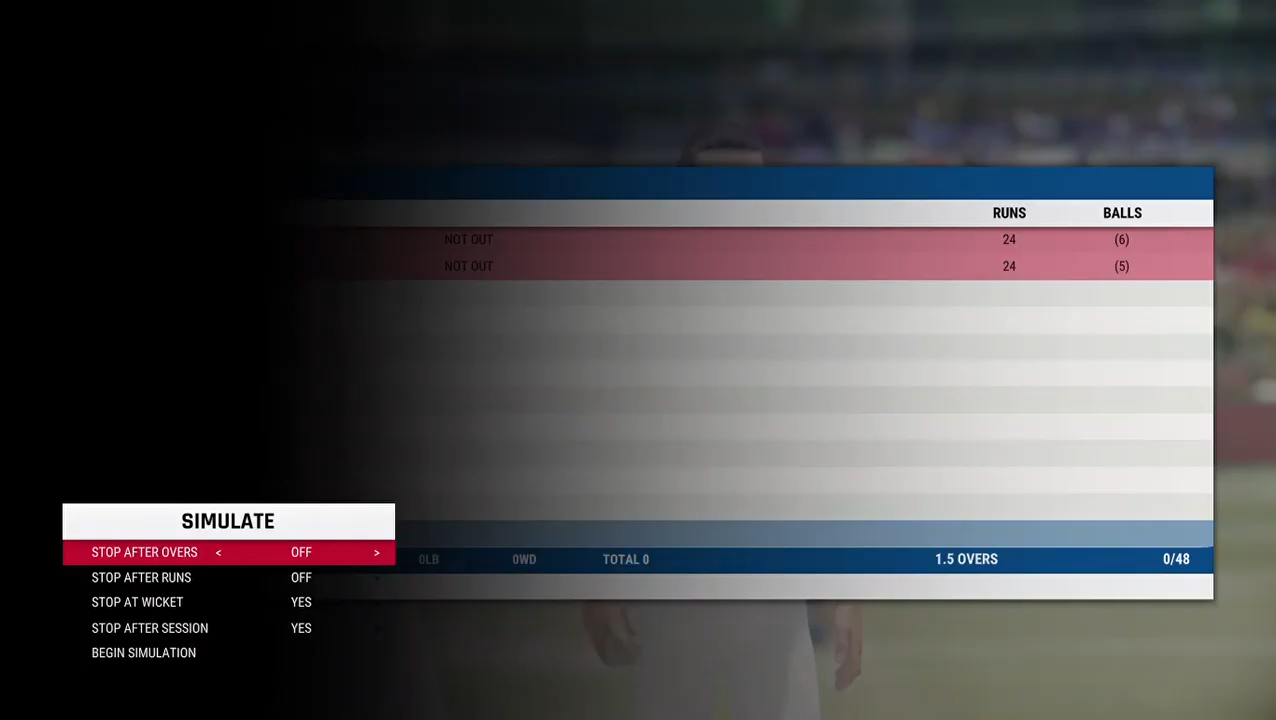 RUNS BALLS
NOT OUT 24 (6)
NOT OUT 24 (5)
SIMULATE
STOP AFTER OVERS < OFF >
0LB 0WD TOTAL 0 1.5 OVERS 0/48
STOP AFTER RUNS OFF
STOP AT WICKET YES
STOP AFTER SESSION YES
BEGIN SIMULATION